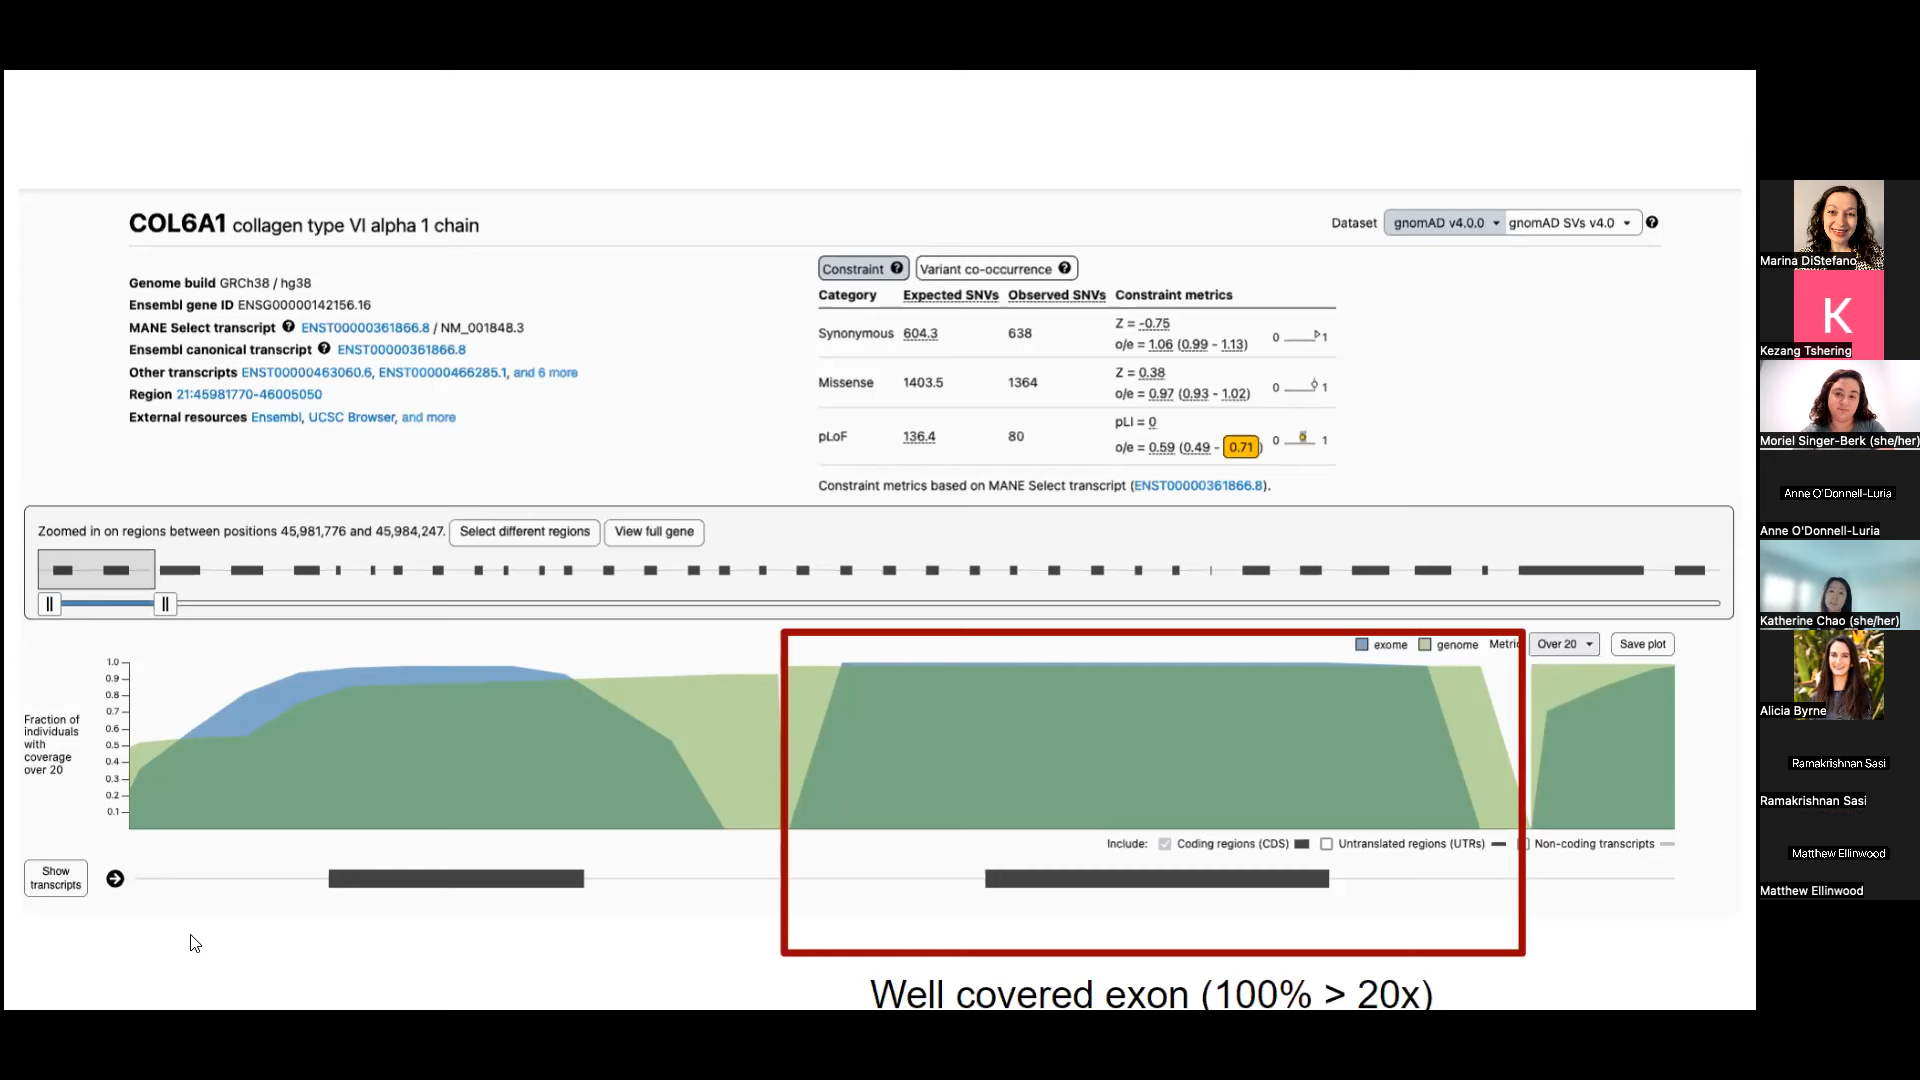 COL6A1 collagen type VI alpha 1 chain
Dataset gnomAD v4.0.0 gnomAD SVs v4.0 ?
Genome build GRCh38 / hg38
Ensembl gene ID ENSG00000142156.16
MANE Select transcript ? ENST00000361866.8 / NM_001848.3
Ensembl canonical transcript ? ENST00000361866.8
Other transcripts ENST00000463060.6, ENST00000466285.1, and 6 more
Region 21:45981770-46005050
External resources Ensembl, UCSC Browser, and more
Constraint ? Variant co-occurrence ?
Category Expected SNVs Observed SNVs Constraint metrics
Synonymous 604.3 638 Z = -0.75
o/e = 1.06 (0.99 - 1.13) 0 1
Missense 1403.5 1364 Z = 0.38
o/e = 0.97 (0.93 - 1.02) 0 1
pLoF 136.4 80 pLI = 0
o/e = 0.59 (0.49 - 0.71) 0 1
Constraint metrics based on MANE Select transcript (ENST00000361866.8).
Zoomed in on regions between positions 45,981,776 and 45,984,247. Select different regions View full gene
exome genome Metric Over 20 Save plot
Fraction of
individuals
with
coverage
over 20
1.0
0.9
0.8
0.7
0.6
0.5
0.4
0.3
0.2
0.1
Include: Coding regions (CDS) Untranslated regions (UTRs) Non-coding transcripts
Show
transcripts
Well covered exon (100% > 20x)
Marina DiStefano
K
Kezang Tshering
Moriel Singer-Berk (she/her)
Anne O'Donnell-Luria
Anne O'Donnell-Luria
Katherine Chao (she/her)
Alicia Byrne
Ramakrishnan Sasi
Ramakrishnan Sasi
Matthew Ellinwood
Matthew Ellinwood